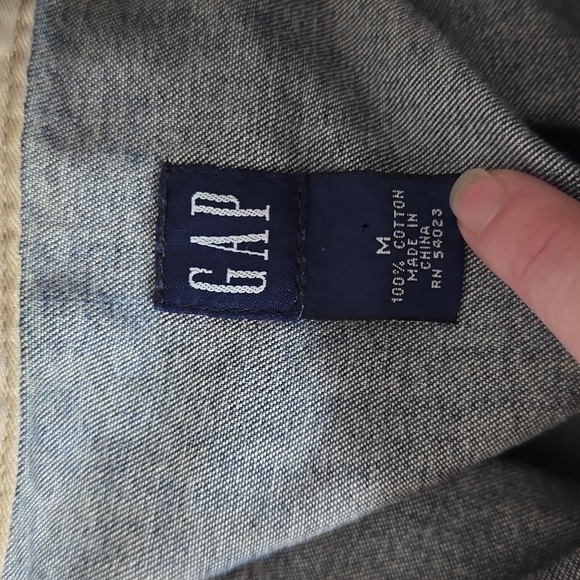 GAP
M
100% COTTON
MADE IN
CHINA
RN 54023